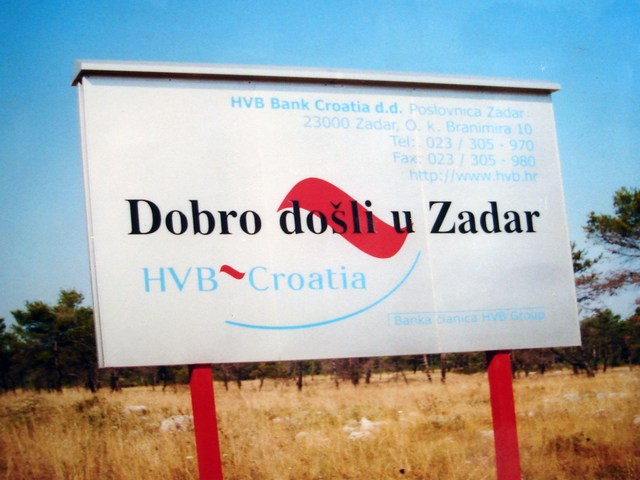 HVB Bank Croatia d.d. Poslovnica Zadar
23000 Zadar, O. k. Branimira 10
Tel: 023 / 305 - 970
Fax: 023 / 305 - 980
http://www.hvb.hr
Dobro došli u Zadar
HVB Croatia
Banka članica HVB Group